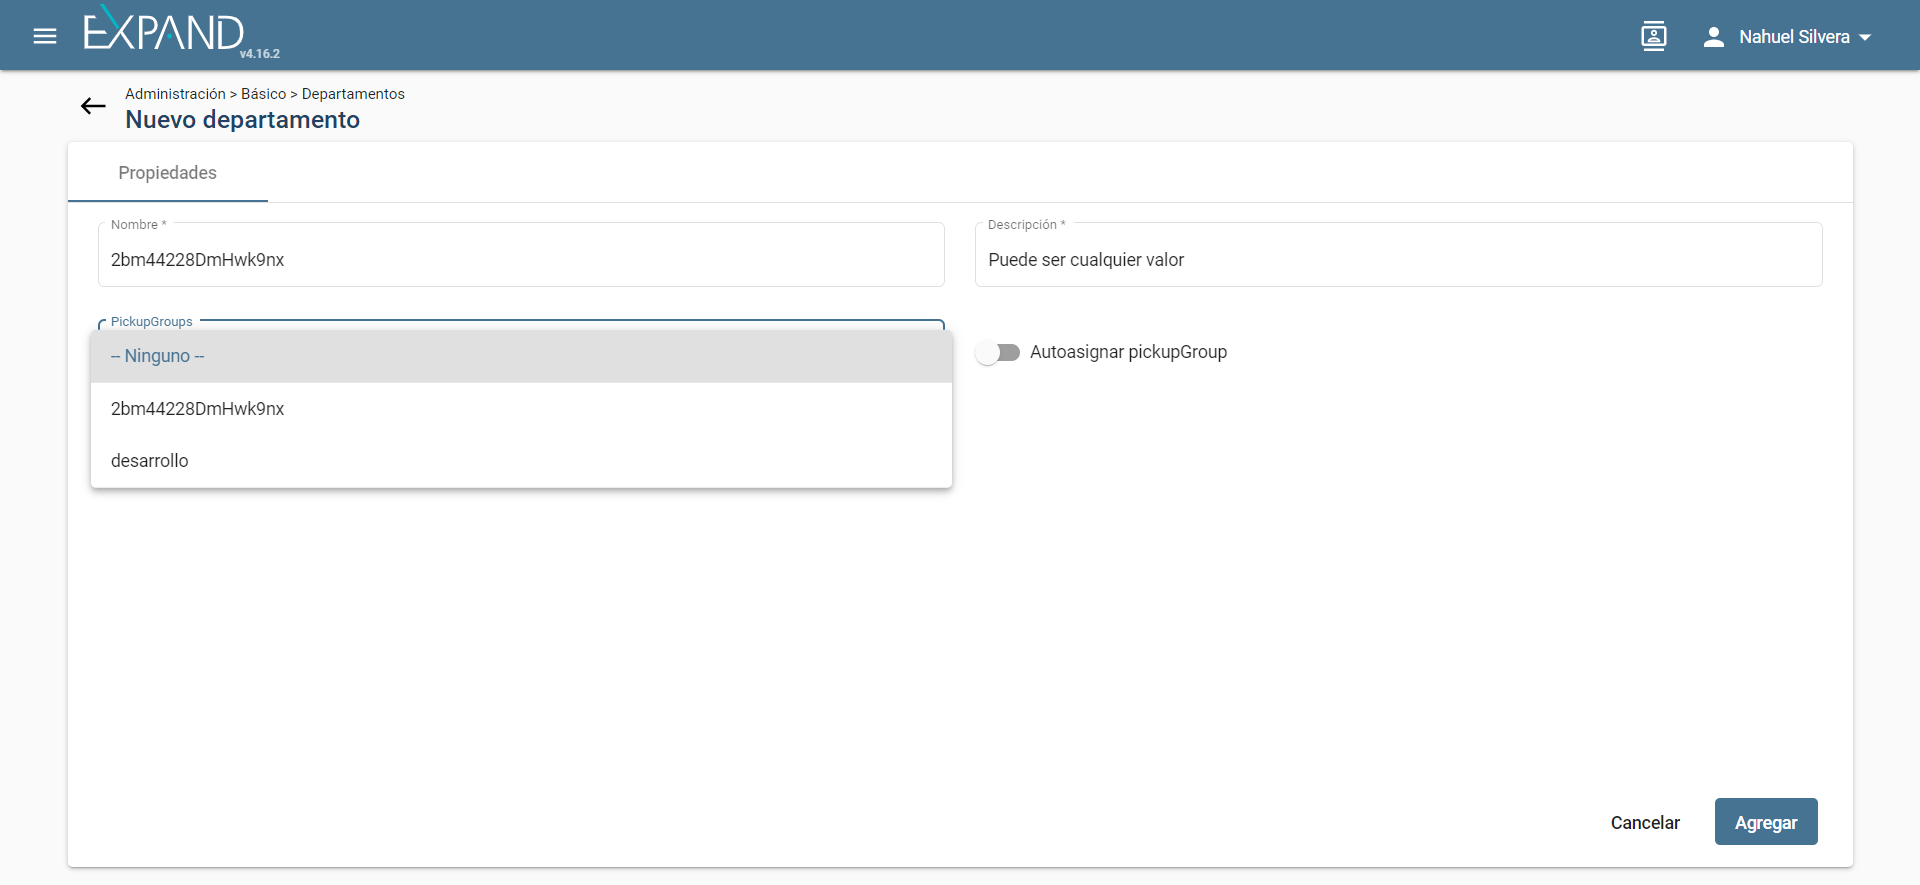 EXPAND
v4.16.2
Nahuel Silvera
Administración > Básico > Departamentos
Nuevo departamento
Propiedades
Nombre *
2bm44228DmHwk9nx
Descripción *
Puede ser cualquier valor
PickupGroups
-- Ninguno --
2bm44228DmHwk9nx
desarrollo
Autoasignar pickupGroup
Cancelar
Agregar